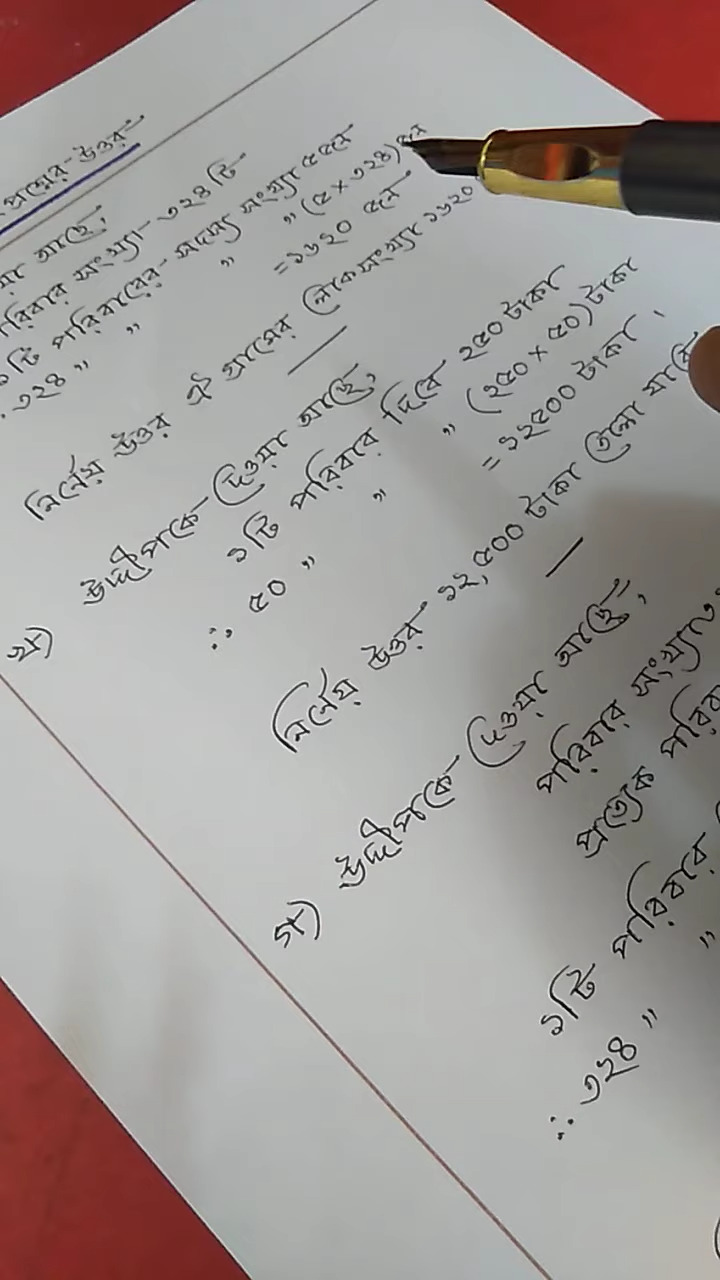 প্রশ্নের উত্তর
আছে,
পরিবার সংখ্যা ৩২৪ টি
১টি পরিবারের সদস্য সংখ্যা ৫জন
৩২৪ " " " " (৫ × ৩২৪) জন
= ১৬২০ জন
নির্নেয় উত্তর ঐ গ্রামের লোকসংখ্যা ১৬২০
খ) উদ্দীপকে দেওয়া আছে,
১টি পরিবার দিবে ২৫০ টাকা
∴ ৫০ " " " (২৫০ × ৫০) টাকা
= ১২৫০০ টাকা।
নির্নেয় উত্তর ১২,৫০০ টাকা তুলা যাবে
গ) উদ্দীপকে দেওয়া আছে,
পরিবার সংখ্যা
প্রত্যেক পরিবার
১টি পরিবারে
∴ ৩২৪ " "